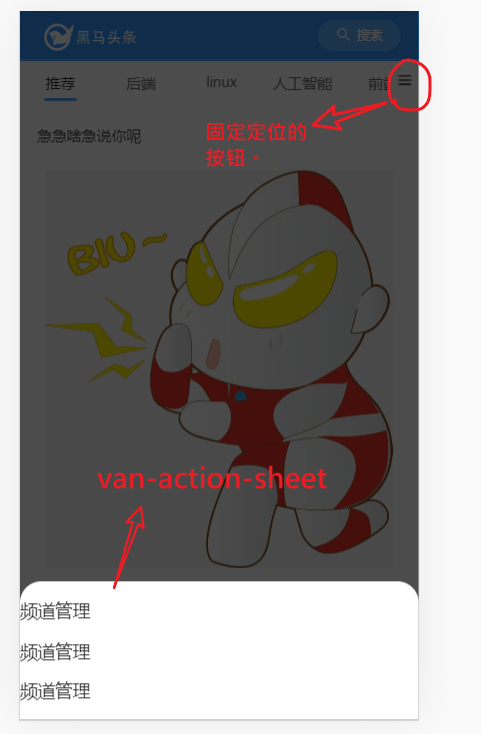 黑马头条
搜索
推荐 后端 linux 人工智能 前
急急啥急说你呢
固定定位的
按钮。
BIU~
van-action-sheet
频道管理
频道管理
频道管理